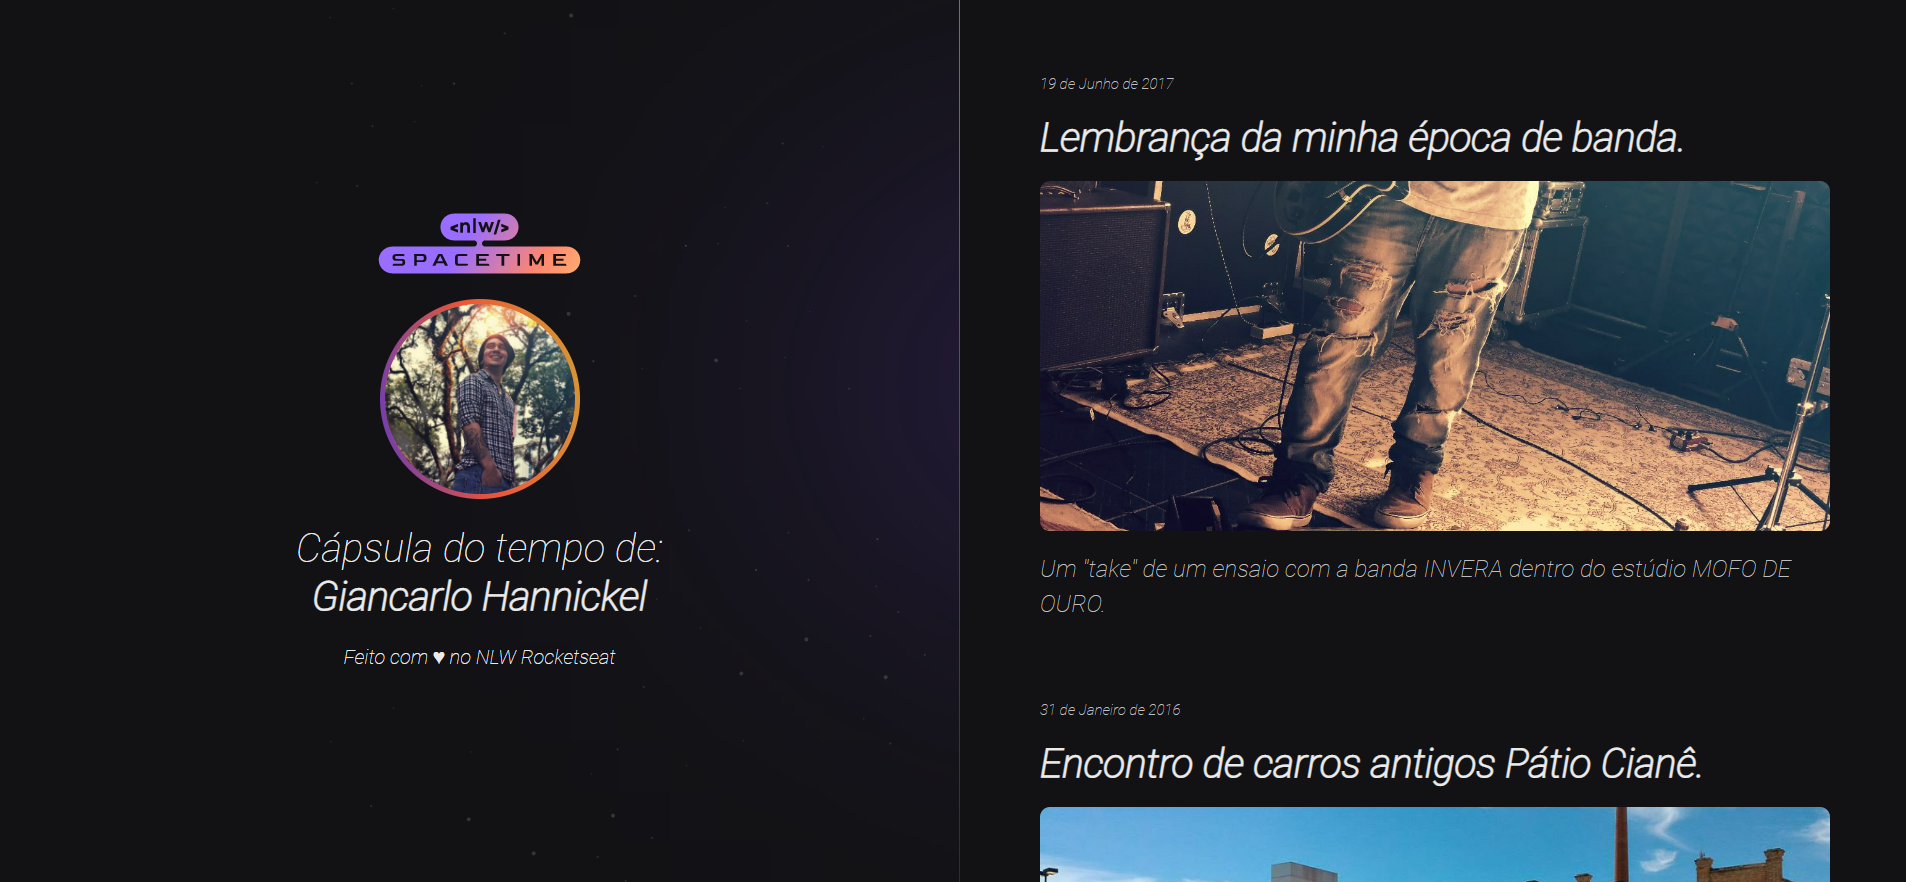 <nlw/>
SPACETIME
Cápsula do tempo de:
Giancarlo Hannickel
Feito com ♥ no NLW Rocketseat
19 de Junho de 2017
Lembrança da minha época de banda.
Um "take" de um ensaio com a banda INVERA dentro do estúdio MOFO DE
OURO.
31 de Janeiro de 2016
Encontro de carros antigos Pátio Cianê.